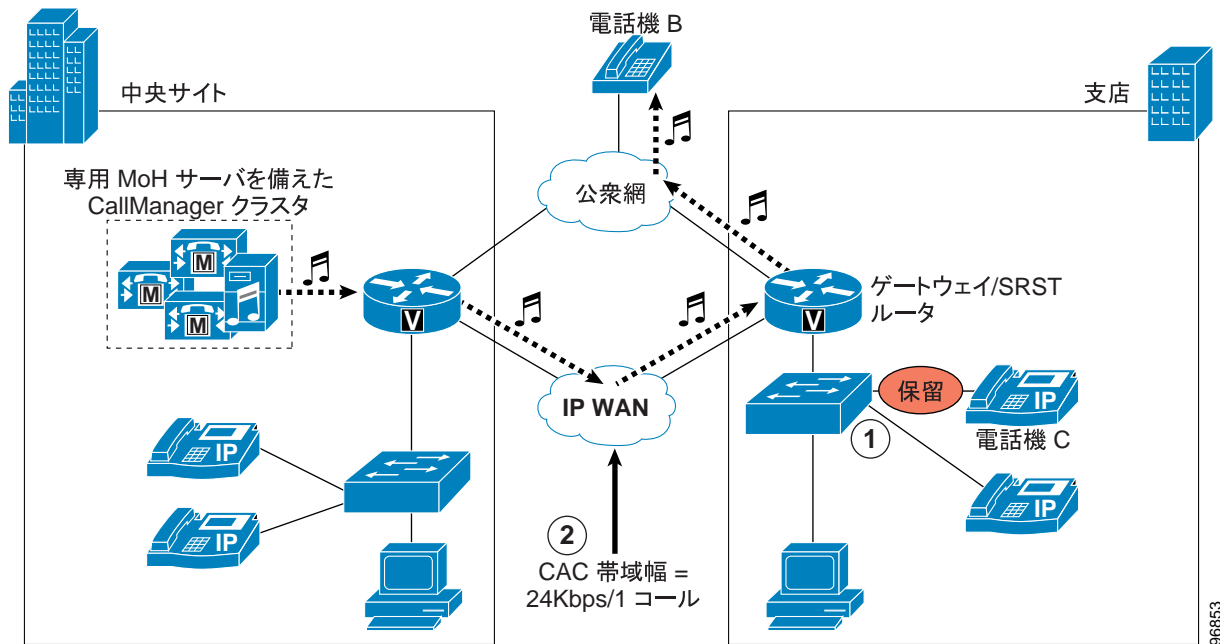 電話機 B
中央サイト
支店
専用 MoH サーバを備えた
CallManager クラスタ
公衆網
M
M
M
V
V
ゲートウェイ/SRST
ルータ
IP WAN
保留
IP
電話機 C
1
IP
IP
IP
2
CAC 帯域幅 =
24Kbps/1 コール
96853